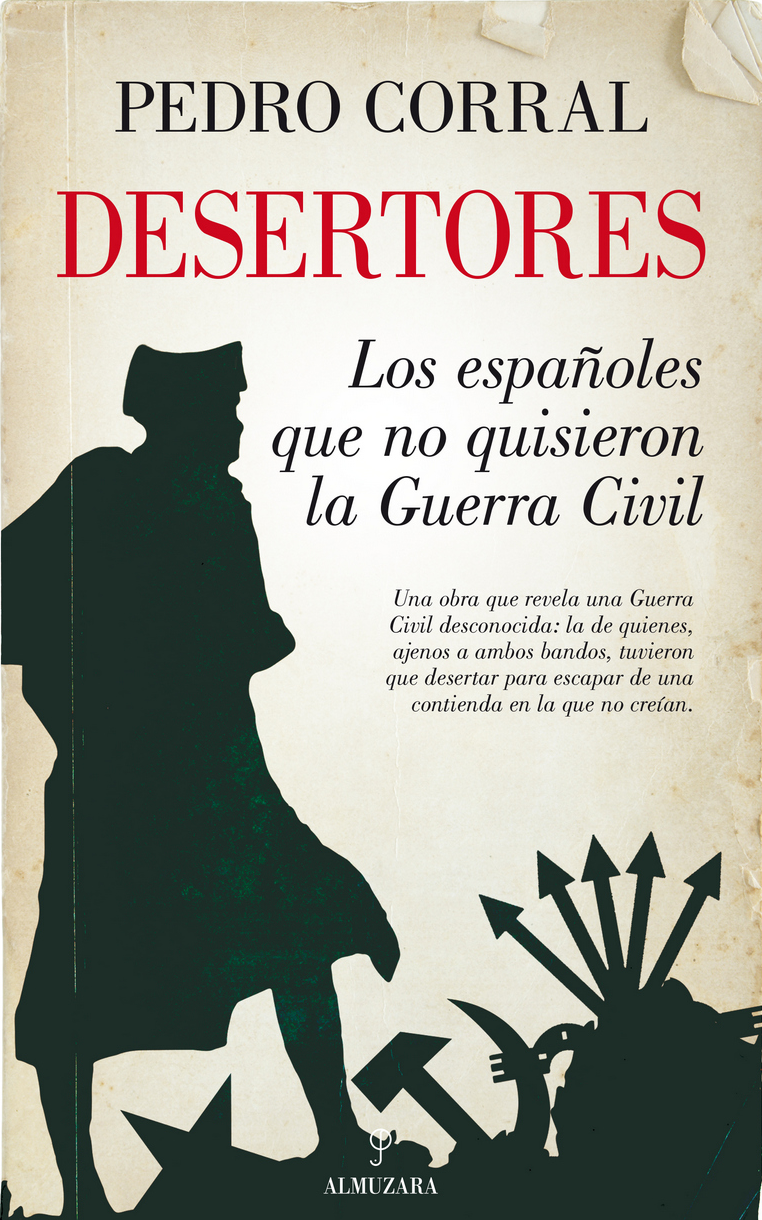 PEDRO CORRAL
DESERTORES
Los españoles
que no quisieron
la Guerra Civil
Una obra que revela una Guerra
Civil desconocida: la de quienes,
ajenos a ambos bandos, tuvieron
que desertar para escapar de una
contienda en la que no creían.
ALMUZARA